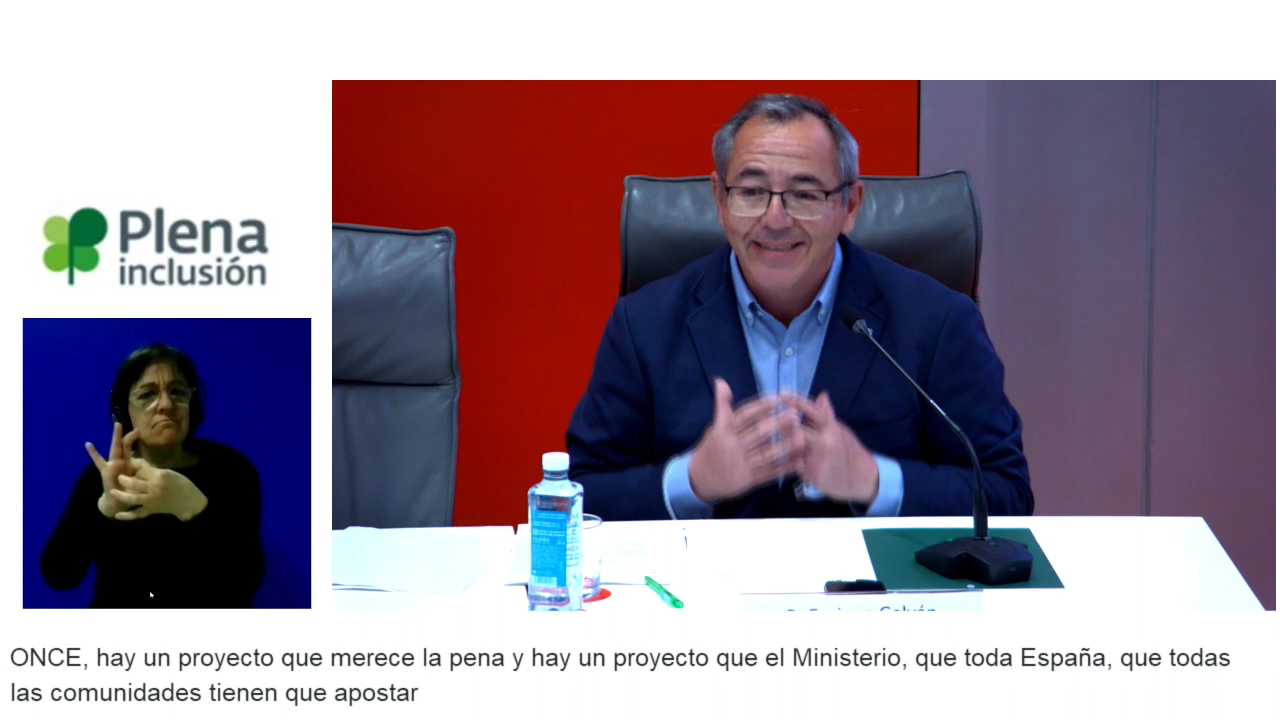 Plena
inclusión
ONCE, hay un proyecto que merece la pena y hay un proyecto que el Ministerio, que toda España, que todas
las comunidades tienen que apostar